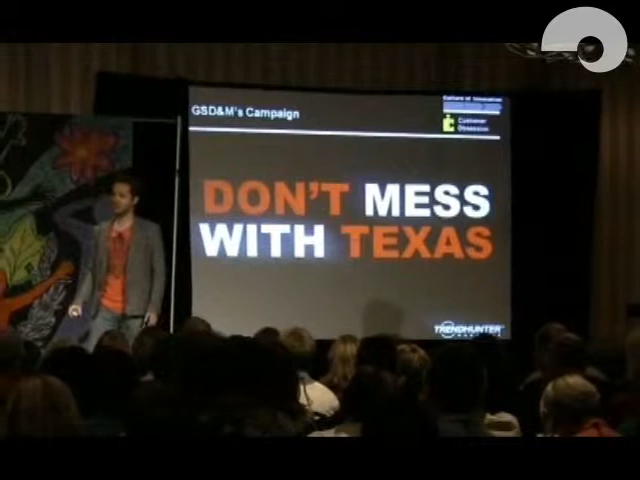 GSD&M's Campaign
Culture of Innovation
Customer
Obsession
DON'T MESS
WITH TEXAS
TRENDHUNTER